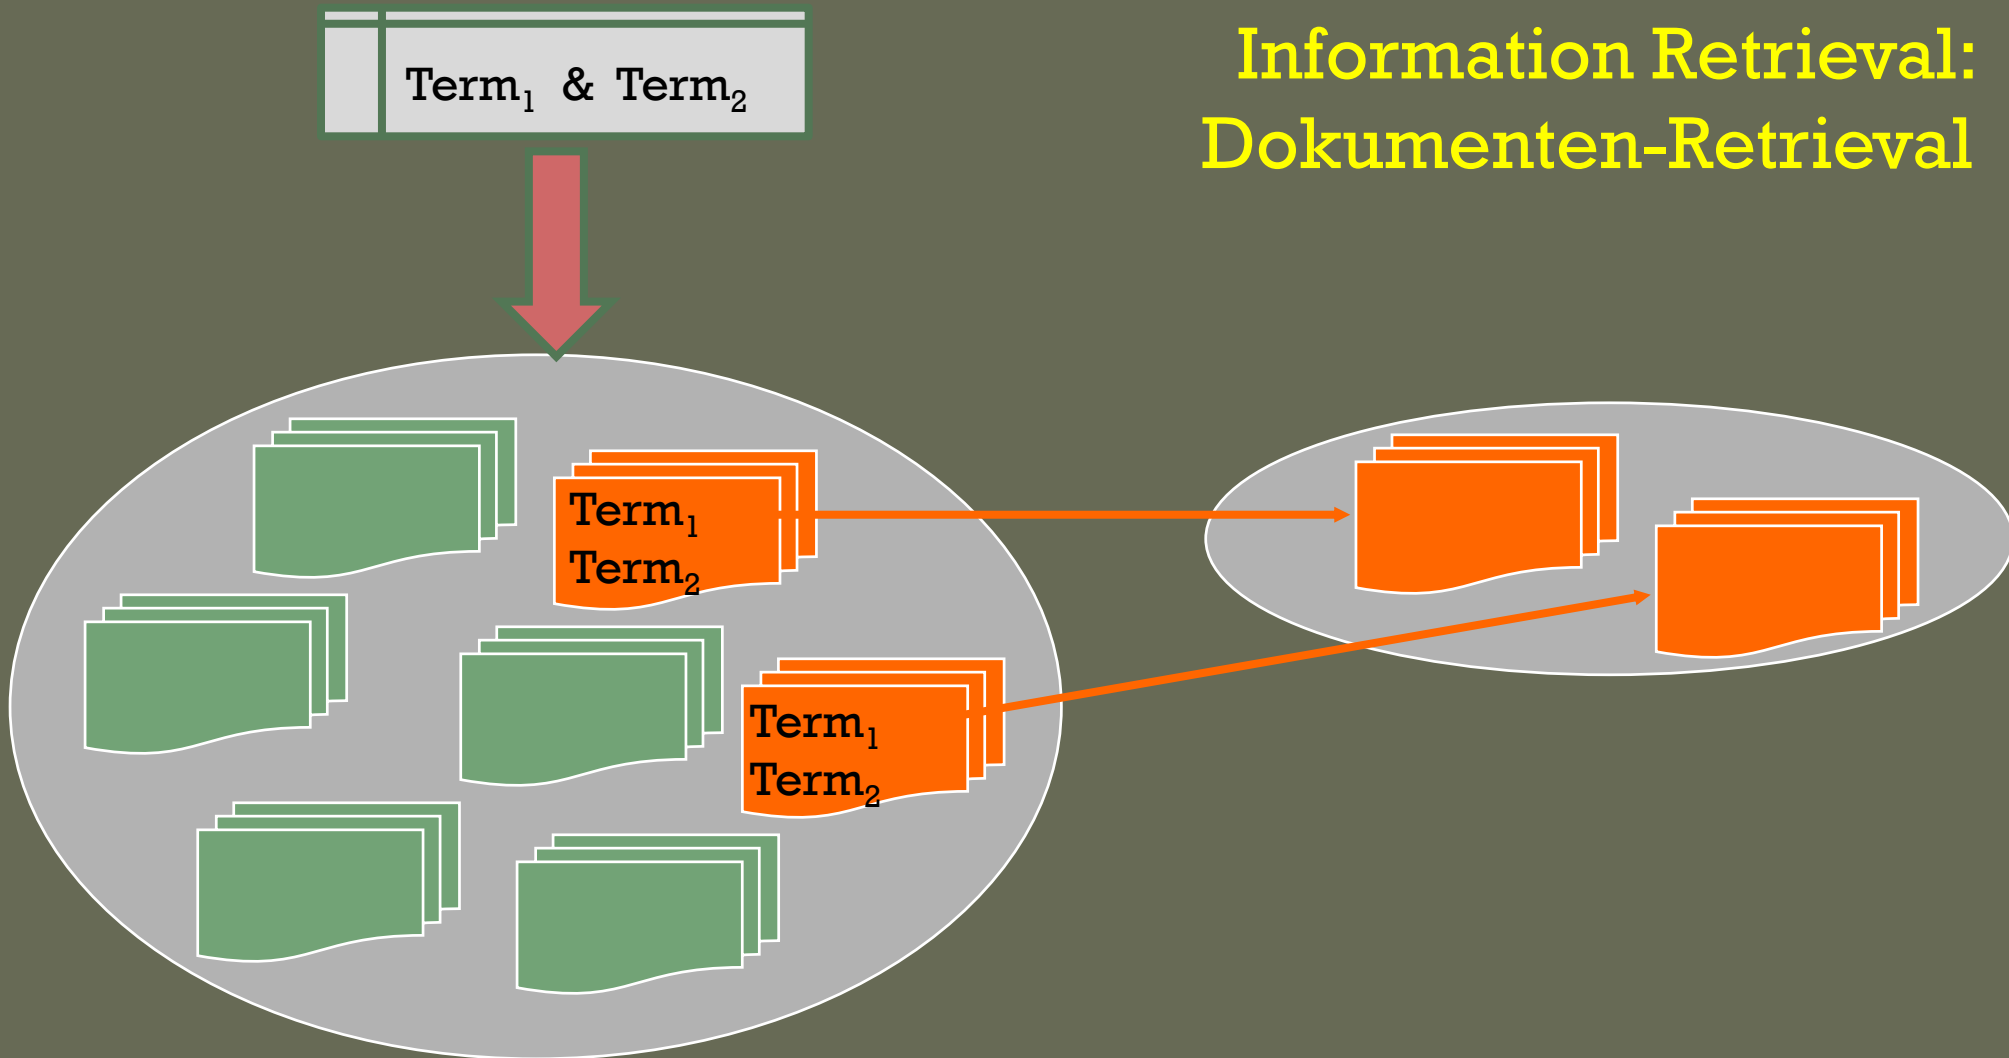 Term₁ & Term₂
Information Retrieval:
Dokumenten-Retrieval
Term₁
Term₂
Term₁
Term₂